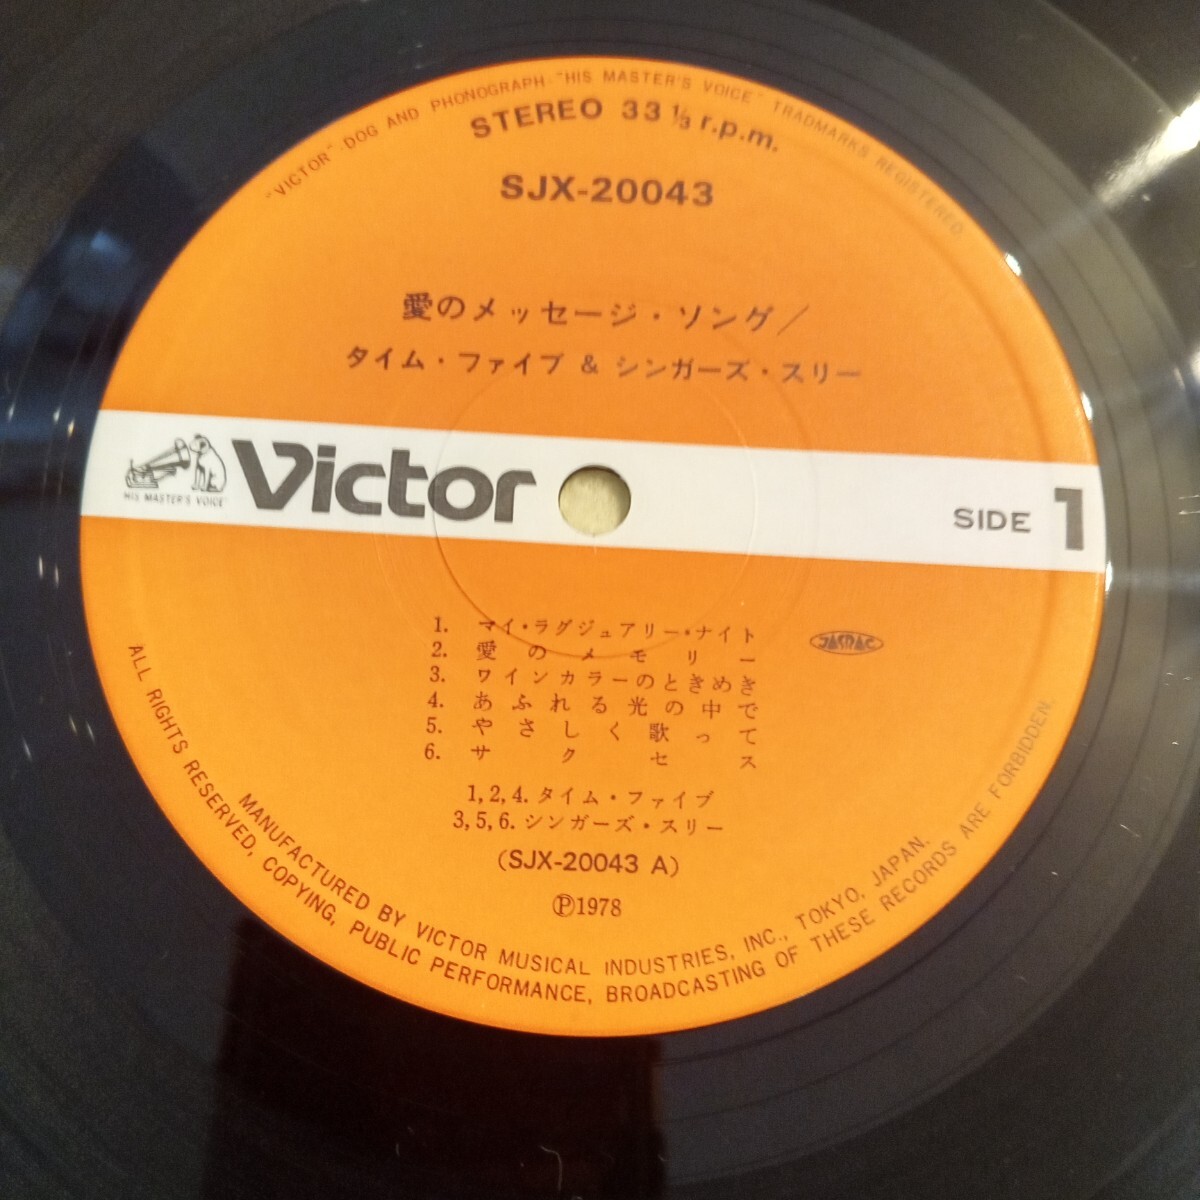 "VICTOR"-DOG AND PHONOGRAPH-"HIS MASTER'S VOICE" TRADMARKS REGISTERED.
STEREO 33 1/3 r.p.m.
SJX-20043
愛のメッセージ・ソング／
タイム・ファイブ & シンガーズ・スリー
HIS MASTER'S VOICE"
Victor
SIDE 1
1. マイ・ラグジュアリー・ナイト
2. 愛のメモリー
3. ワインカラーのときめき
4. あふれる光の中で
5. やさしく歌って
6. サクセス
JASRAC
1, 2, 4. タイム・ファイブ
3, 5, 6. シンガーズ・スリー
(SJX-20043 A)
Ⓟ1978
MANUFACTURED BY VICTOR MUSICAL INDUSTRIES, INC., TOKYO, JAPAN.
ALL RIGHTS RESERVED, COPYING, PUBLIC PERFORMANCE, BROADCASTING OF THESE RECORDS ARE FORBIDDEN.